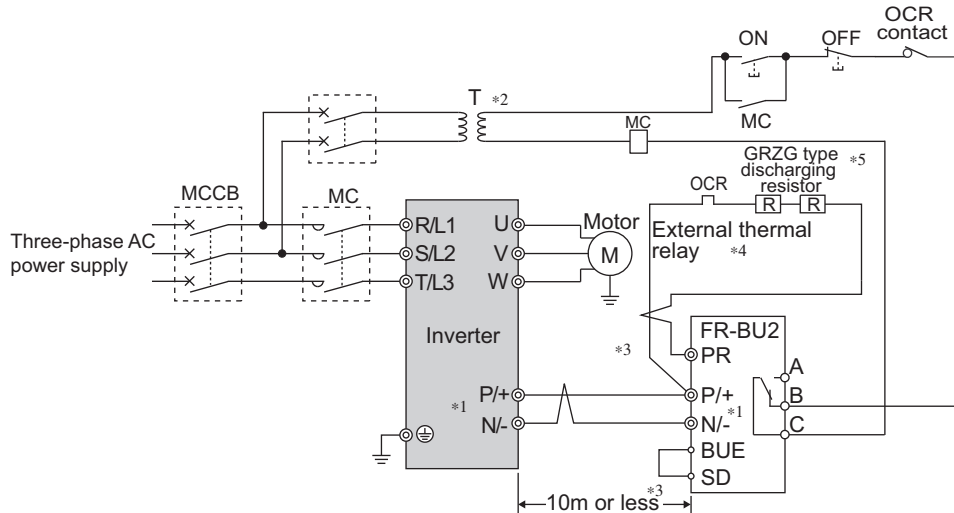 OCR
contact
ON
OFF
T *2
MC
MC
GRZG type
discharging
resistor
*5
OCR
R
R
External thermal
relay
*4
MCCB
MC
Three-phase AC
power supply
R/L1
S/L2
T/L3
U
V
W
Motor
M
Inverter
FR-BU2
*3
PR
A
P/+
P/+
B
*1
*1
N/-
N/-
C
BUE
SD
*3
10m or less